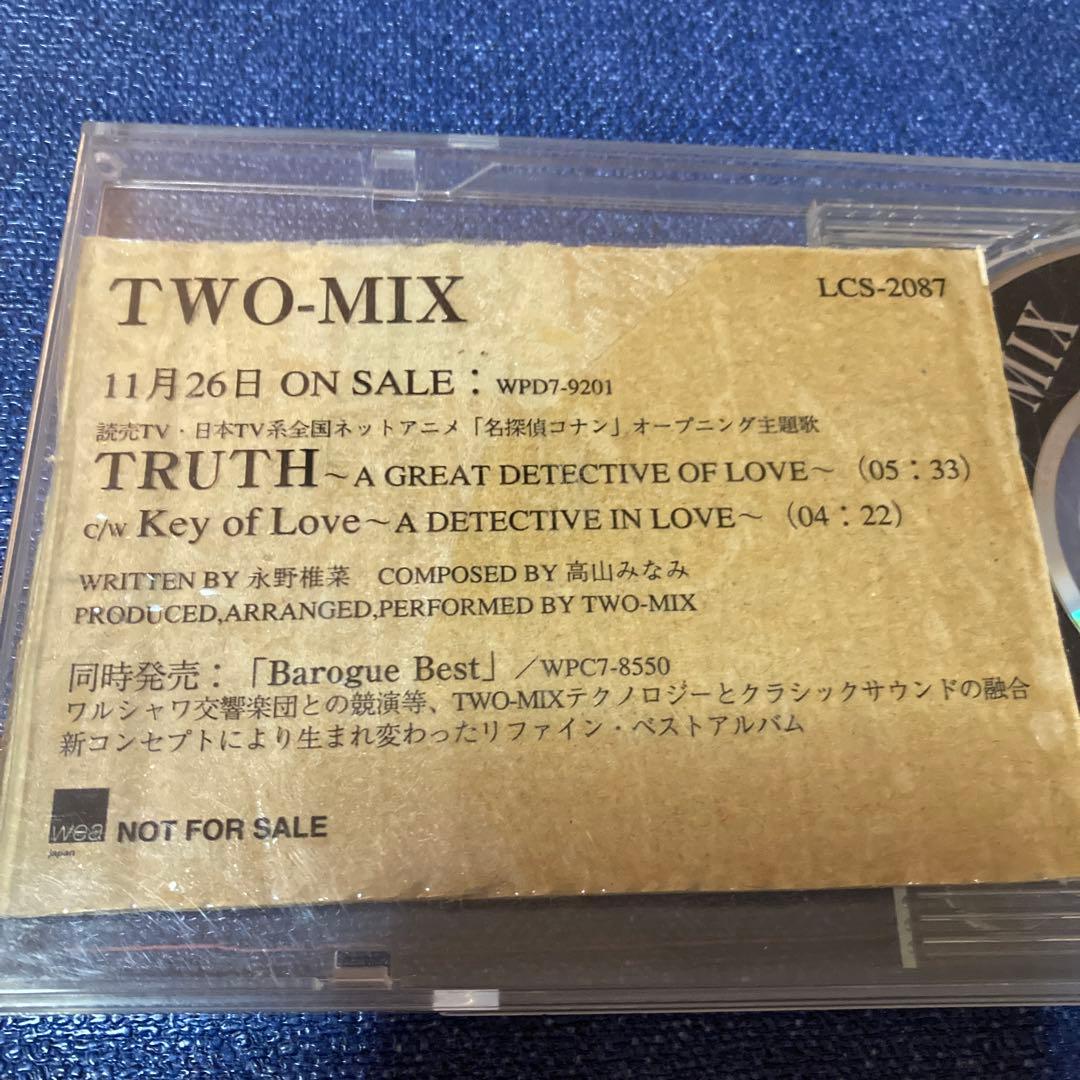 TWO-MIX
LCS-2087
11月26日 ON SALE：WPD7-9201
読売TV・日本TV系全国ネットアニメ「名探偵コナン」オープニング主題歌
TRUTH～A GREAT DETECTIVE OF LOVE～（05：33）
c/w Key of Love～A DETECTIVE IN LOVE～（04：22）
WRITTEN BY 永野椎菜　COMPOSED BY 高山みなみ
PRODUCED,ARRANGED,PERFORMED BY TWO-MIX
同時発売：「Barogue Best」／WPC7-8550
ワルシャワ交響楽団との競演等、TWO-MIXテクノロジーとクラシックサウンドの融合
新コンセプトにより生まれ変わったリファイン・ベストアルバム
wea
japan
NOT FOR SALE
MIX